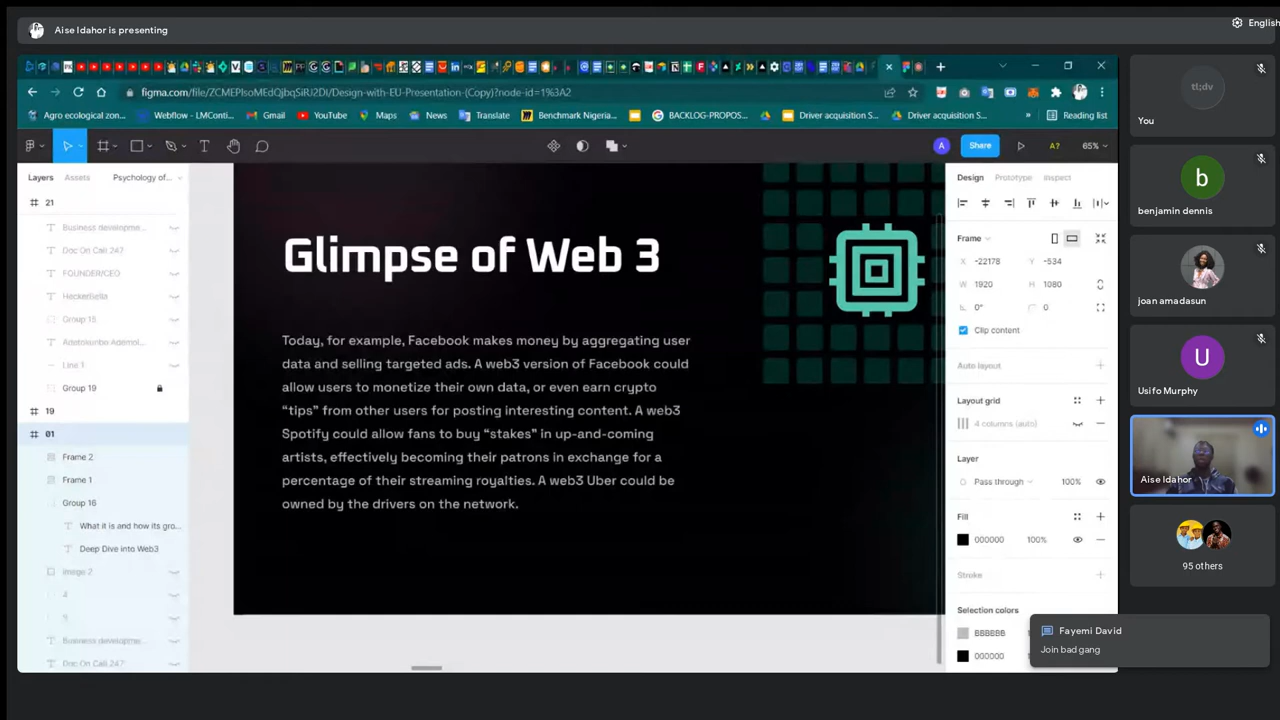 Aise Idahor is presenting
English
figma.com/file/ZCMEPIsoMEdQjbqSiRJ2DI/Design-with-EU-Presentation-(Copy)?node-id=1%3A2
Agro ecological zon...
Webflow - LMConti...
Gmail
YouTube
Maps
News
Translate
Benchmark Nigeria...
BACKLOG-PROPOS...
Driver acquisition S...
Driver acquisition S...
»
Reading list
A
Share
A?
65%
Layers
Assets
Psychology of...
21
Business developme...
Doc On Call 247
FOUNDER/CEO
HeckerBella
Group 18
Adetokunbo Ademol...
Line 1
Group 19
19
01
Frame 2
Frame 1
Group 16
What it is and how its gro...
Deep Dive into Web3
image 2
4
Business developme...
Doc On Call 247
Glimpse of Web 3
Today, for example, Facebook makes money by aggregating user
data and selling targeted ads. A web3 version of Facebook could
allow users to monetize their own data, or even earn crypto
“tips” from other users for posting interesting content. A web3
Spotify could allow fans to buy “stakes” in up-and-coming
artists, effectively becoming their patrons in exchange for a
percentage of their streaming royalties. A web3 Uber could be
owned by the drivers on the network.
Design
Prototype
Inspect
Frame
X -22178
Y -534
W 1920
H 1080
0°
0
Clip content
Auto layout
Layout grid
4 columns (auto)
Layer
Pass through
100%
Fill
000000
100%
Stroke
Selection colors
BBBBBB
000000
tl;dv
You
b
benjamin dennis
joan amadasun
U
Usifo Murphy
Aise Idahor
95 others
Fayemi David
Join bad gang